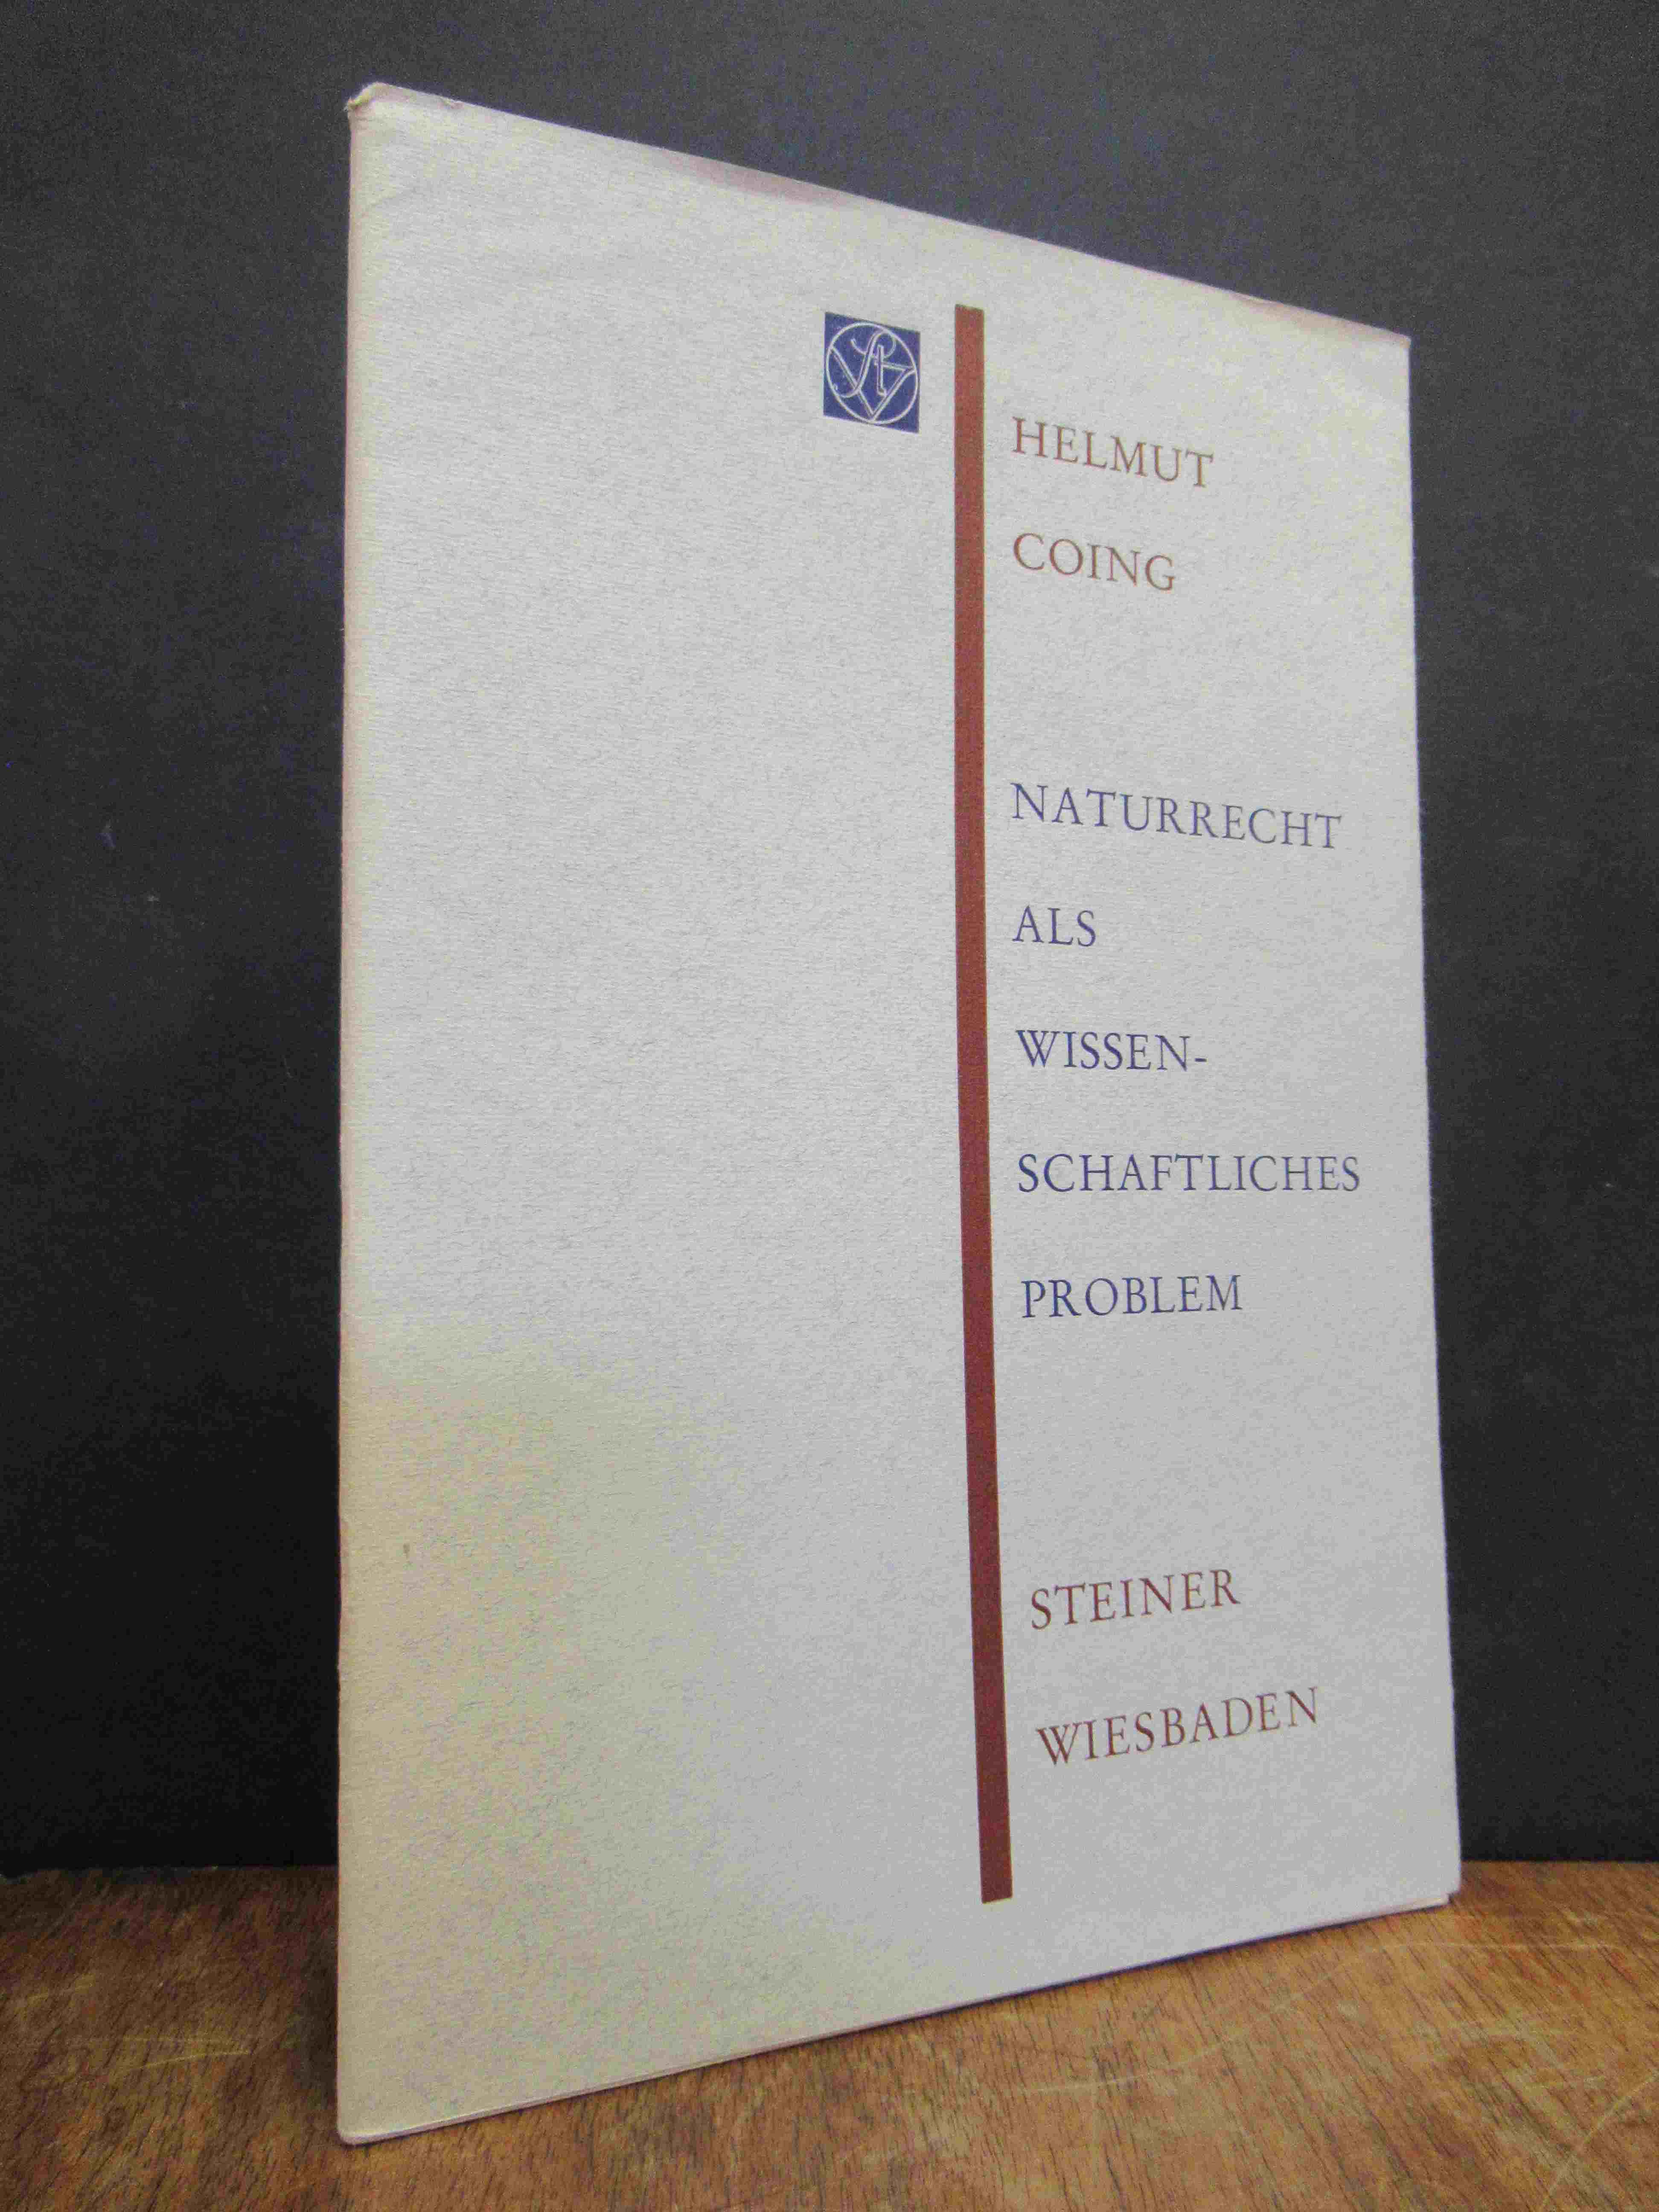 HELMUT
COING
NATURRECHT
ALS
WISSEN-
SCHAFTLICHES
PROBLEM
STEINER
WIESBADEN